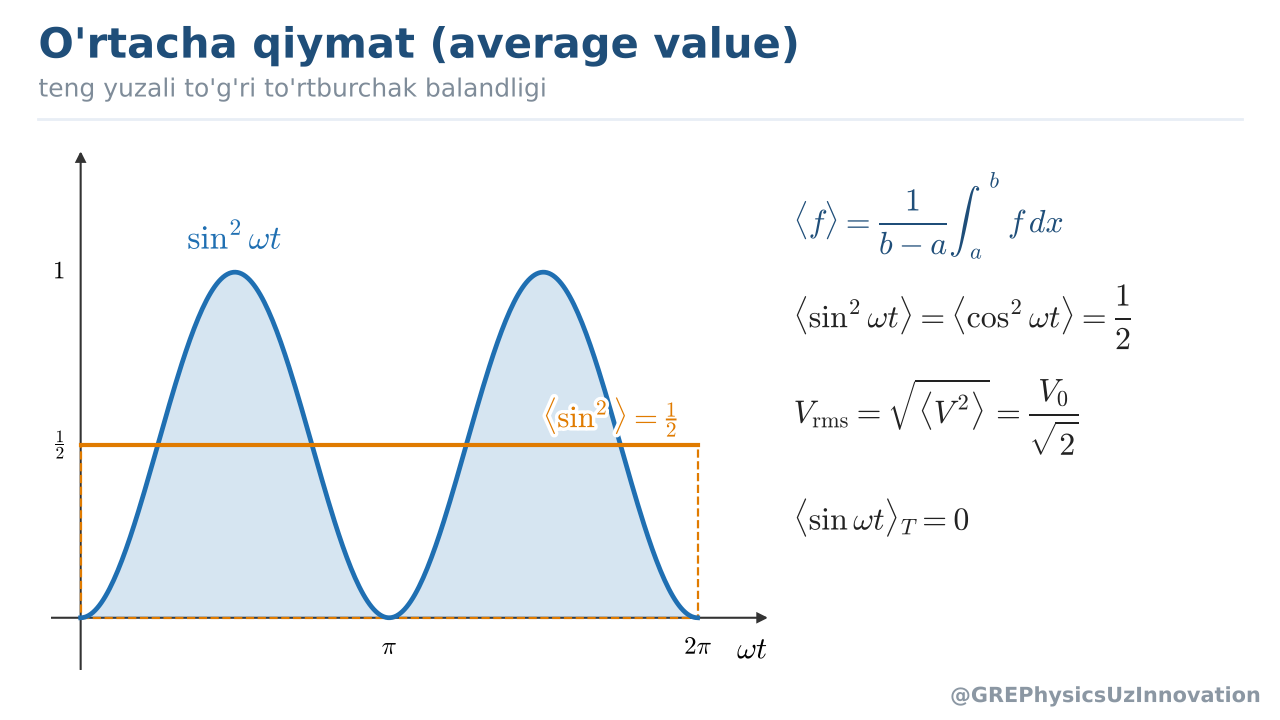 O'rtacha qiymat (average value)
teng yuzali to'g'ri to'rtburchak balandligi
sin² ωt
1
⟨sin²⟩ = 1/2
1/2
π
2π
ωt
⟨f⟩ = 1/(b − a) ∫_a^b f dx
⟨sin² ωt⟩ = ⟨cos² ωt⟩ = 1/2
V_rms = √⟨V²⟩ = V₀/√2
⟨sin ωt⟩_T = 0
@GREPhysicsUzInnovation